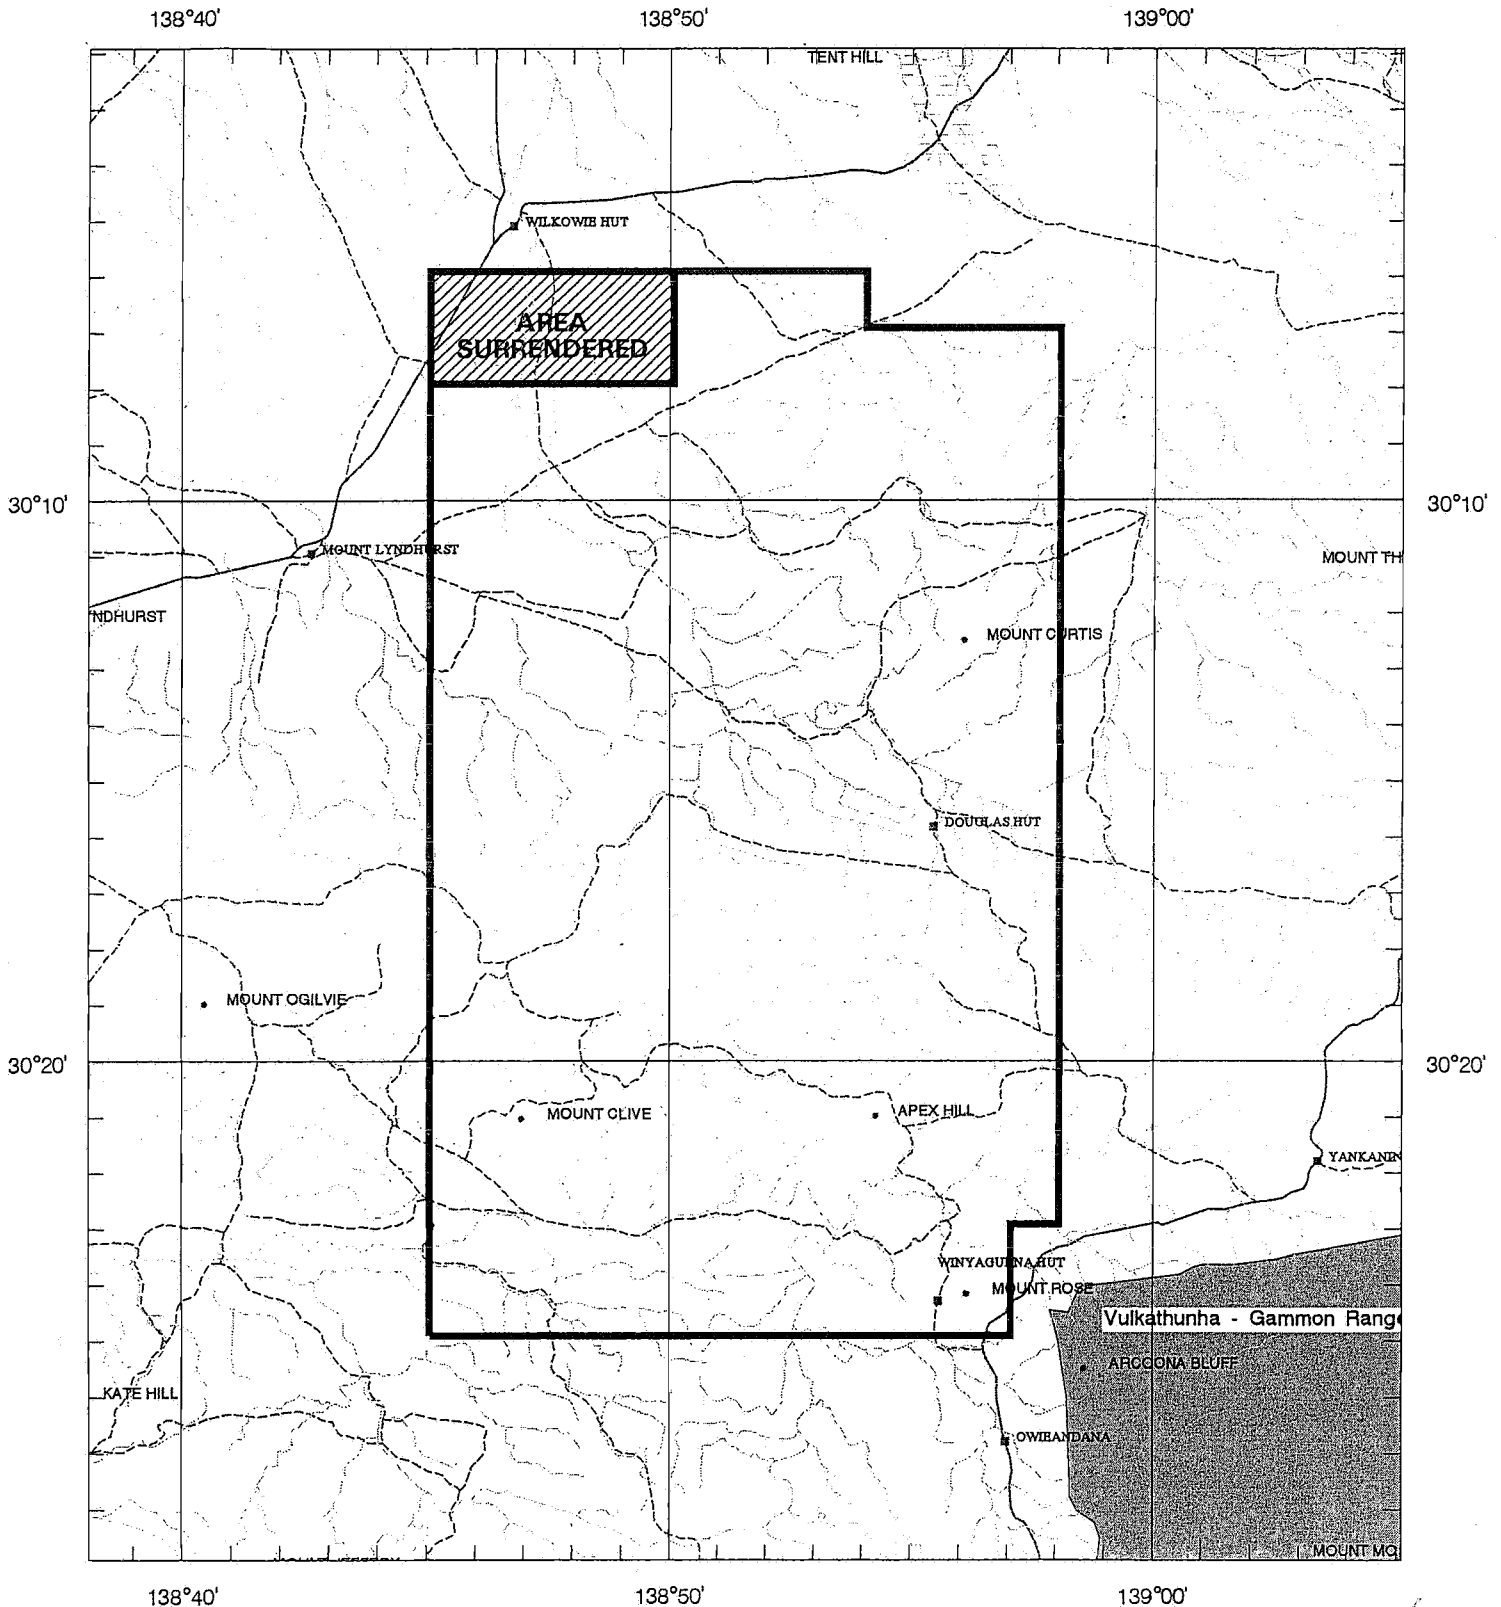 138°40' 138°50' 139°00'
TENT HILL
WILKOWIE HUT
AREA
SURRENDERED
30°10' 30°10'
MOUNT LYNDHURST
MOUNT TH
NDHURST
MOUNT CURTIS
DOUGLAS HUT
MOUNT OGILVIE
30°20' 30°20'
MOUNT CLIVE
APEX HILL
YANKANIN
WINYAGUNNA HUT
MOUNT ROSE
Vulkathunha - Gammon Range
ARCOONA BLUFF
KATE HILL
OWIEANDANA
MOUNT MC
138°40' 138°50' 139°00'